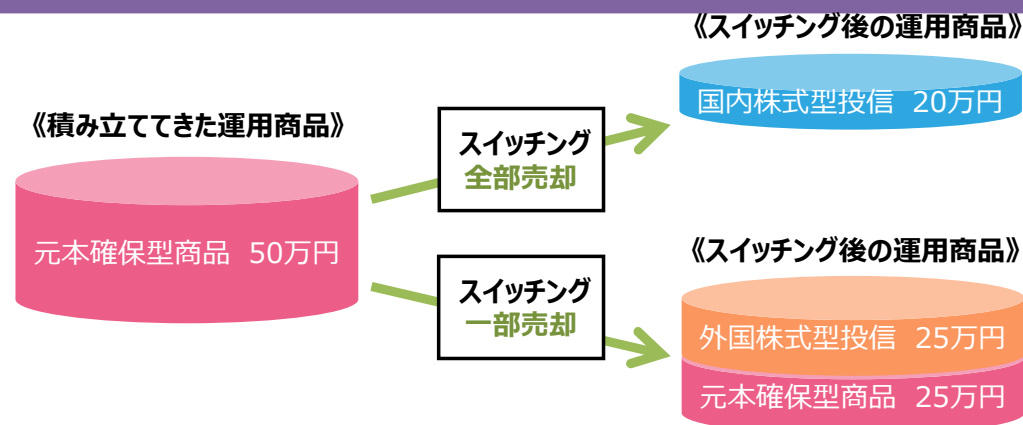 《スイッチング後の運用商品》
国内株式型投信 20万円
《積み立ててきた運用商品》
元本確保型商品 50万円
スイッチング
全部売却
スイッチング
一部売却
《スイッチング後の運用商品》
外国株式型投信 25万円
元本確保型商品 25万円